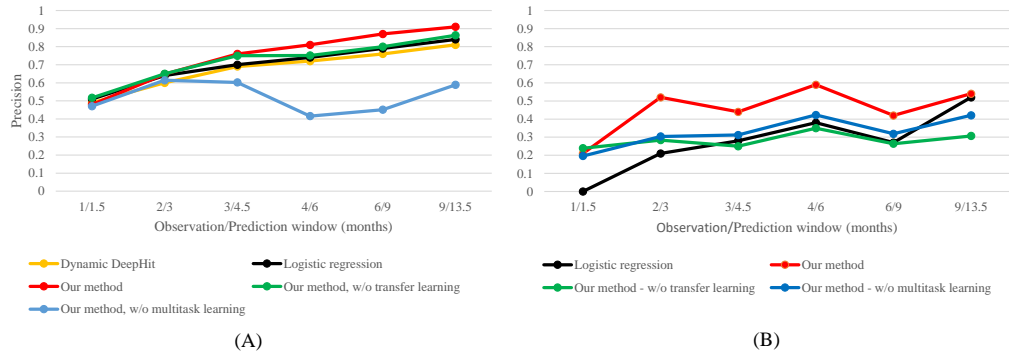 Precision
1
0.9
0.8
0.7
0.6
0.5
0.4
0.3
0.2
0.1
0
1/1.5 2/3 3/4.5 4/6 6/9 9/13.5
Observation/Prediction window (months)
Dynamic DeepHit Logistic regression
Our method Our method, w/o transfer learning
Our method, w/o multitask learning
(A)
1
0.9
0.8
0.7
0.6
0.5
0.4
0.3
0.2
0.1
0
1/1.5 2/3 3/4.5 4/6 6/9 9/13.5
Observation/Prediction window (months)
Logistic regression Our method
Our method - w/o transfer learning Our method - w/o multitask learning
(B)